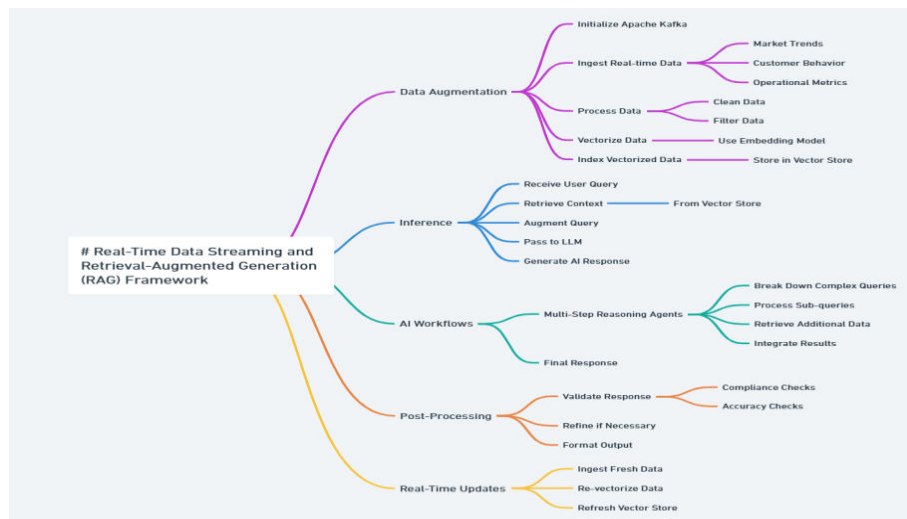 # Real-Time Data Streaming and
Retrieval-Augmented Generation
(RAG) Framework
Data Augmentation
Initialize Apache Kafka
Ingest Real-time Data
Market Trends
Customer Behavior
Operational Metrics
Process Data
Clean Data
Filter Data
Vectorize Data
Use Embedding Model
Index Vectorized Data
Store in Vector Store
Inference
Receive User Query
Retrieve Context
From Vector Store
Augment Query
Pass to LLM
Generate AI Response
AI Workflows
Multi-Step Reasoning Agents
Break Down Complex Queries
Process Sub-queries
Retrieve Additional Data
Integrate Results
Final Response
Post-Processing
Validate Response
Compliance Checks
Accuracy Checks
Refine if Necessary
Format Output
Real-Time Updates
Ingest Fresh Data
Re-vectorize Data
Refresh Vector Store